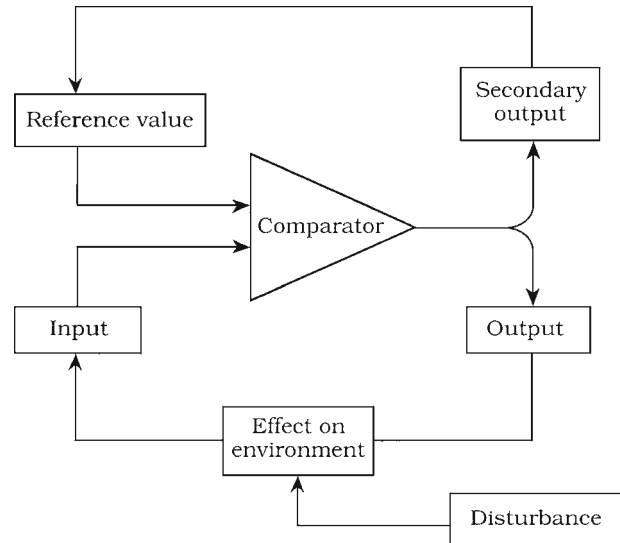 Secondary
output
Reference value
Comparator
Input
Output
Effect on
environment
Disturbance